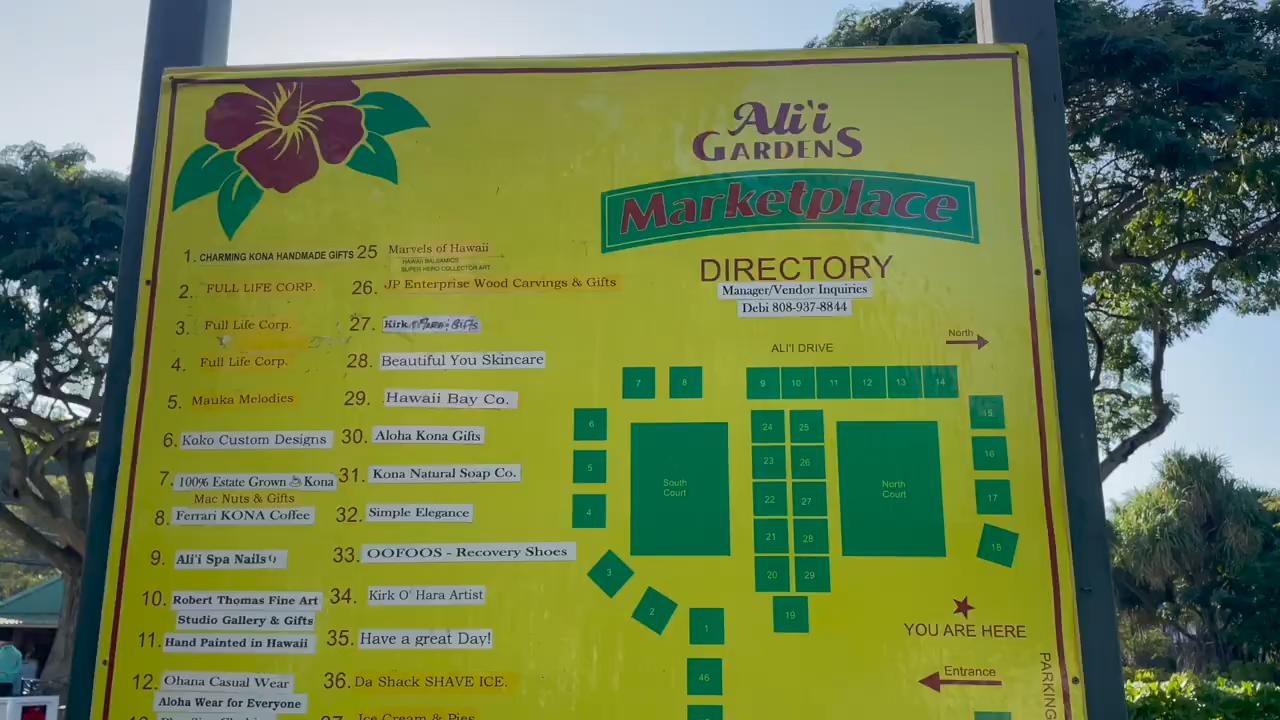 Ali'i
GARDENS
Marketplace
DIRECTORY
Manager/Vendor Inquiries
Debi 808-937-8844
1. CHARMING KONA HANDMADE GIFTS
2. FULL LIFE CORP.
3. Full Life Corp.
4. Full Life Corp.
5. Mauka Melodies
6. Koko Custom Designs
7. 100% Estate Grown Kona
Mac Nuts & Gifts
8. Ferrari KONA Coffee
9. Ali'i Spa Nails
10. Robert Thomas Fine Art
Studio Gallery & Gifts
11. Hand Painted in Hawaii
12. Ohana Casual Wear
Aloha Wear for Everyone
25 Marvels of Hawaii
HAWAII BALSAMICS
SUPER HERO COLLECTOR ART
26. JP Enterprise Wood Carvings & Gifts
27. Kirk
28. Beautiful You Skincare
29. Hawaii Bay Co.
30. Aloha Kona Gifts
31. Kona Natural Soap Co.
32. Simple Elegance
33. OOFOOS - Recovery Shoes
34. Kirk O' Hara Artist
35. Have a great Day!
36. Da Shack SHAVE ICE.
37. Ice Cream & Pies
North
ALI'I DRIVE
7 8 9 10 11 12 13 14
15
6 24 25
5 23 26 16
4 22 27 17
21 28 18
20 29
3 19
2 1
46
South
Court
North
Court
YOU ARE HERE
Entrance
PARKING